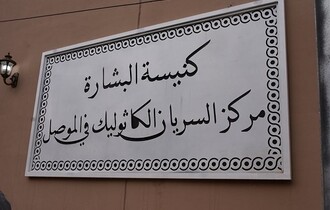 كنيسة البشارة
مركز السريان الكاثوليك في الموصل